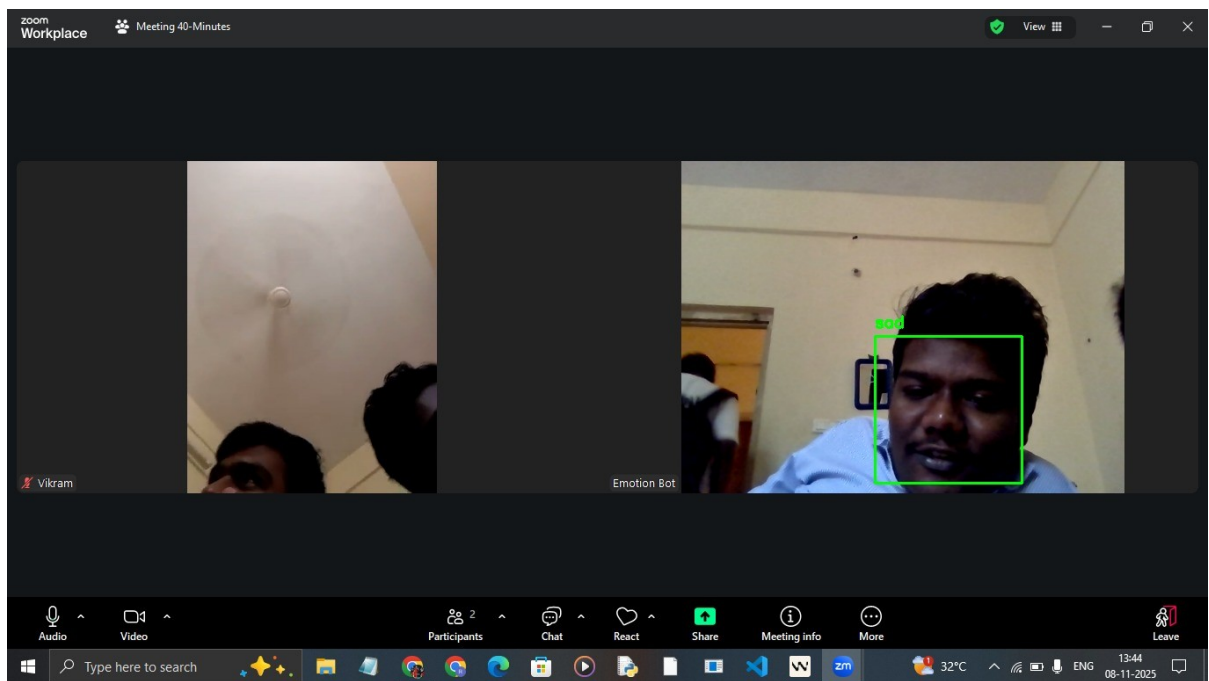 zoom
Workplace
Meeting 40-Minutes
View
sad
Vikram
Emotion Bot
Audio
Video
Participants
2
Chat
React
Share
Meeting info
More
Leave
Type here to search
W
zm
32°C
ENG
13:44
08-11-2025